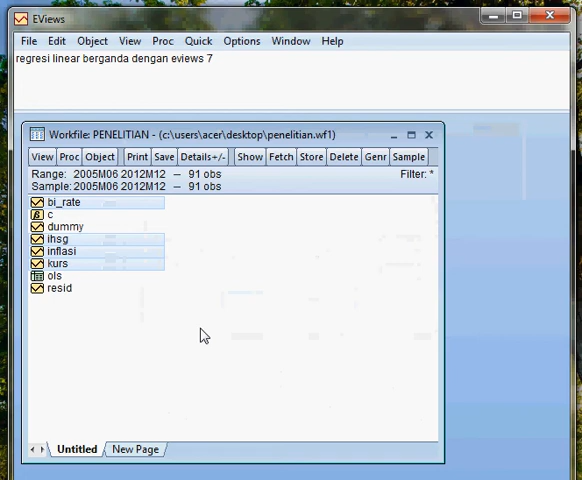 EViews
File Edit Object View Proc Quick Options Window Help
regresi linear berganda dengan eviews 7
Workfile: PENELITIAN - (c:\users\acer\desktop\penelitian.wf1)
View Proc Object Print Save Details+/- Show Fetch Store Delete Genr Sample
Range: 2005M06 2012M12 – 91 obs Filter: *
Sample: 2005M06 2012M12 – 91 obs
bi_rate
β c
dummy
ihsg
inflasi
kurs
ols
resid
Untitled New Page